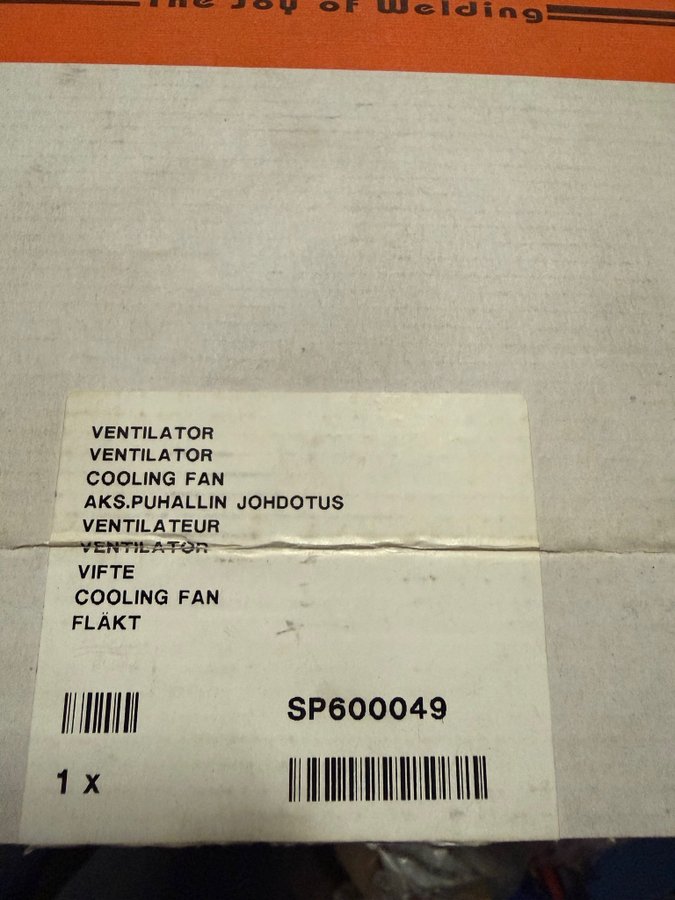 The Joy of Welding
VENTILATOR
VENTILATOR
COOLING FAN
AKS.PUHALLIN JOHDOTUS
VENTILATEUR
VENTILATOR
VIFTE
COOLING FAN
FLÄKT
SP600049
1 x